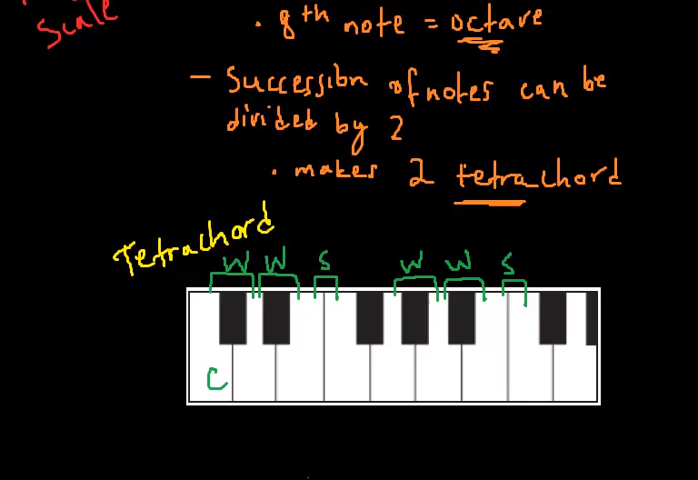 Scale
. 8th note = octave
- Succession of notes can be
divided by 2
. makes 2 tetrachord
Tetrachord
W W S W W S
C